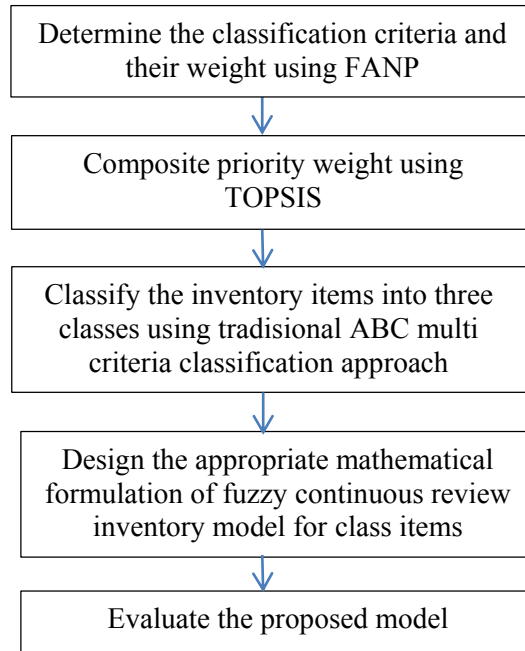 Determine the classification criteria and
their weight using FANP
Composite priority weight using
TOPSIS
Classify the inventory items into three
classes using tradisional ABC multi
criteria classification approach
Design the appropriate mathematical
formulation of fuzzy continuous review
inventory model for class items
Evaluate the proposed model